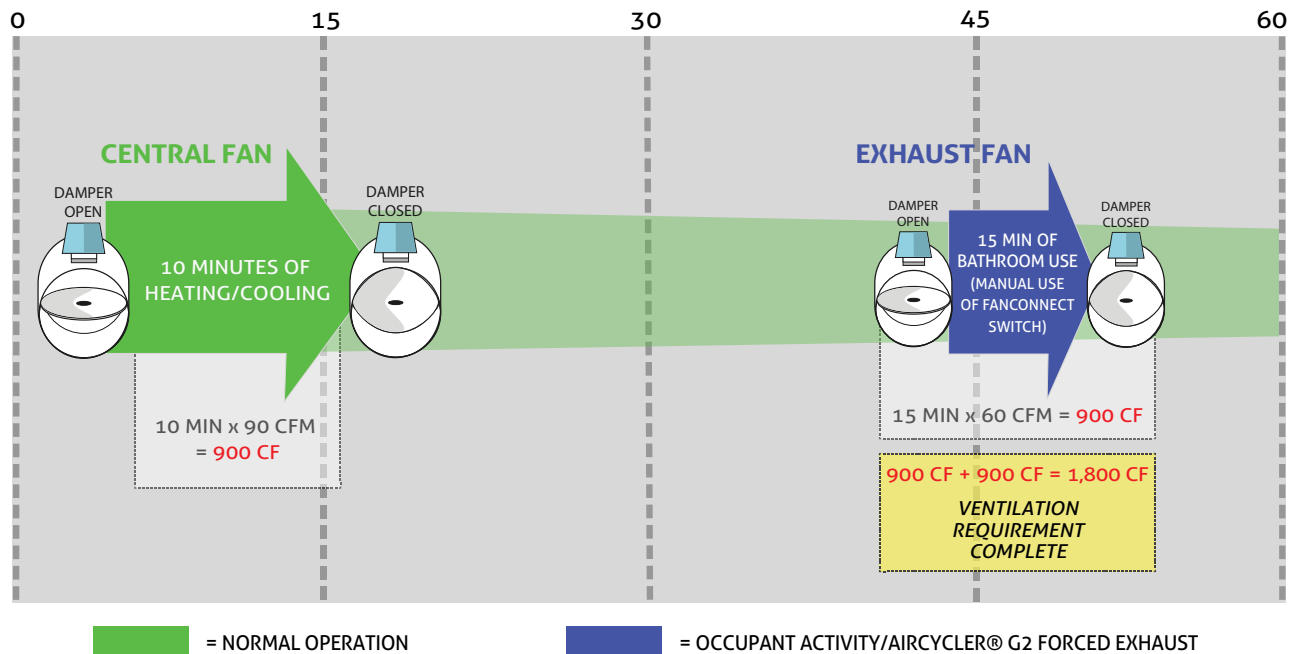 0 15 30 45 60
CENTRAL FAN
DAMPER
OPEN
10 MINUTES OF
HEATING/COOLING
DAMPER
CLOSED
10 MIN x 90 CFM
= 900 CF
EXHAUST FAN
DAMPER
OPEN
15 MIN OF
BATHROOM USE
(MANUAL USE
OF FANCONNECT
SWITCH)
DAMPER
CLOSED
15 MIN x 60 CFM = 900 CF
900 CF + 900 CF = 1,800 CF
VENTILATION
REQUIREMENT
COMPLETE
= NORMAL OPERATION
= OCCUPANT ACTIVITY/AIRCYCLER® G2 FORCED EXHAUST